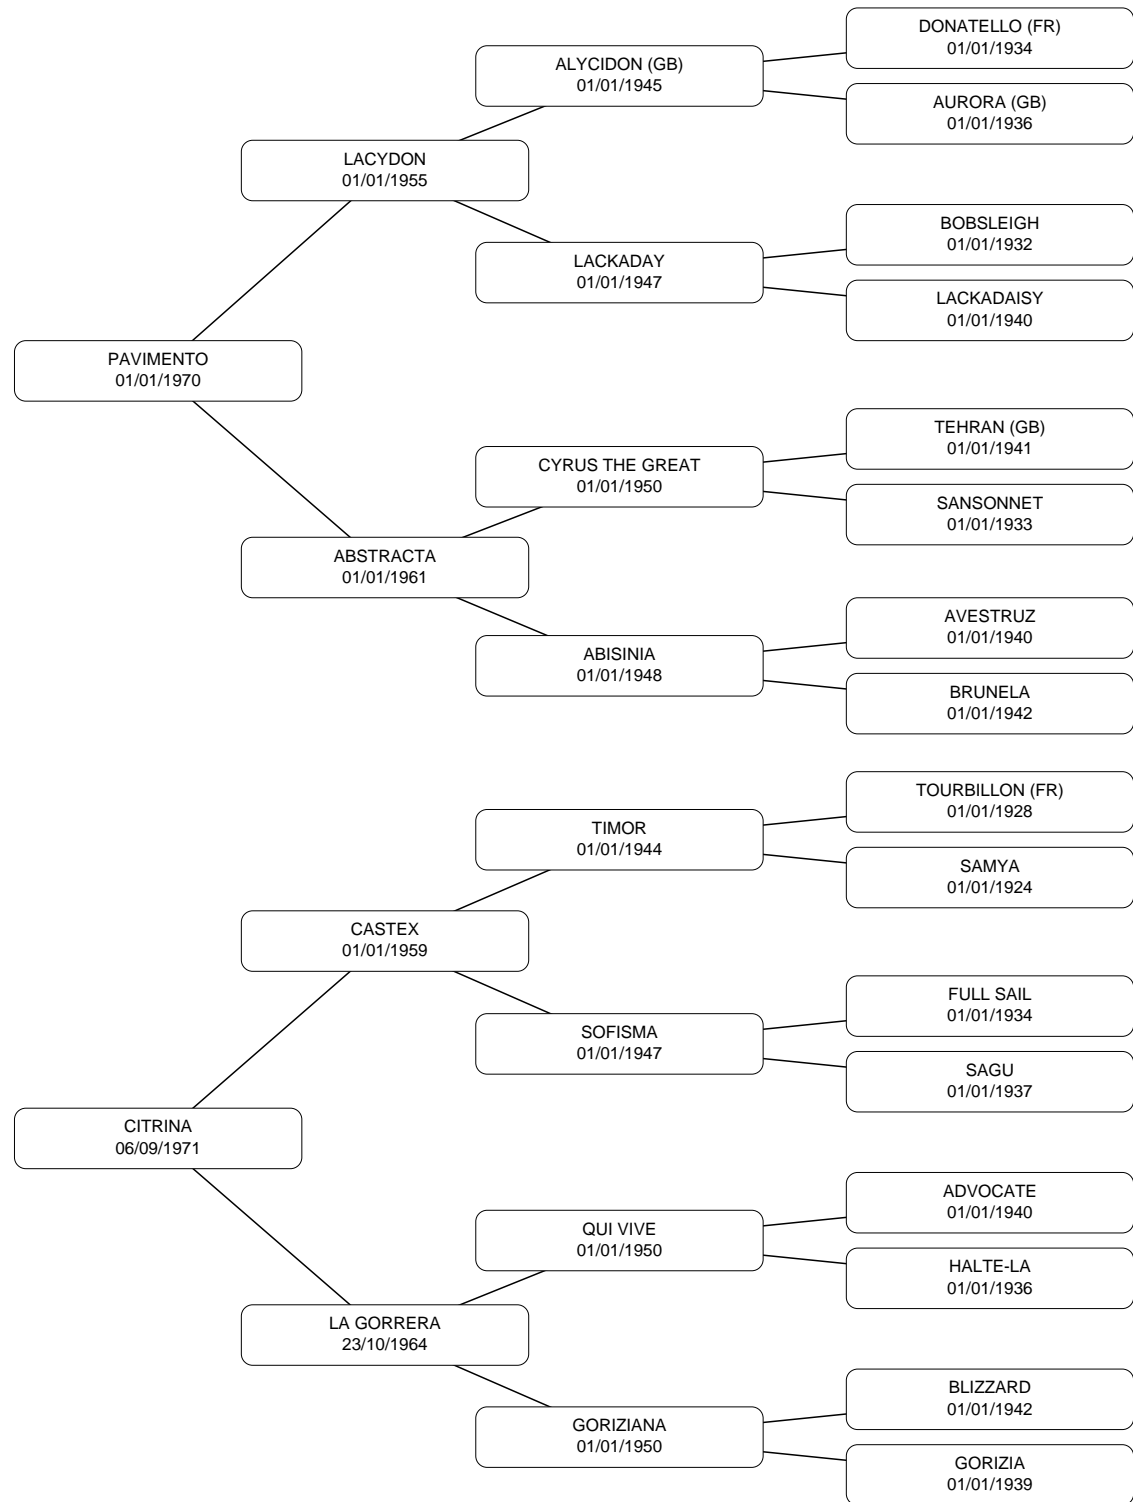 DONATELLO (FR)
01/01/1934
ALYCIDON (GB)
01/01/1945
AURORA (GB)
01/01/1936
LACYDON
01/01/1955
BOBSLEIGH
01/01/1932
LACKADAY
01/01/1947
LACKADAISY
01/01/1940
PAVIMENTO
01/01/1970
TEHRAN (GB)
01/01/1941
CYRUS THE GREAT
01/01/1950
SANSONNET
01/01/1933
ABSTRACTA
01/01/1961
AVESTRUZ
01/01/1940
ABISINIA
01/01/1948
BRUNELA
01/01/1942
TOURBILLON (FR)
01/01/1928
TIMOR
01/01/1944
SAMYA
01/01/1924
CASTEX
01/01/1959
FULL SAIL
01/01/1934
SOFISMA
01/01/1947
SAGU
01/01/1937
CITRINA
06/09/1971
ADVOCATE
01/01/1940
QUI VIVE
01/01/1950
HALTE-LA
01/01/1936
LA GORRERA
23/10/1964
BLIZZARD
01/01/1942
GORIZIANA
01/01/1950
GORIZIA
01/01/1939